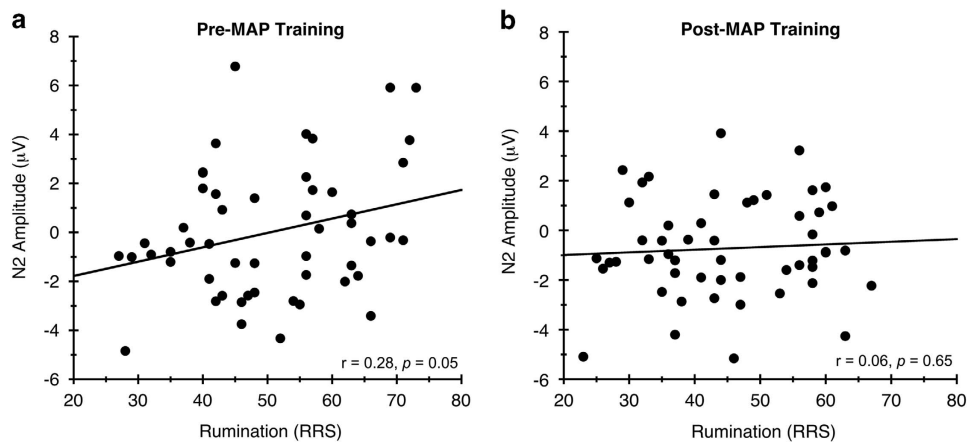 a
Pre-MAP Training
8
6
4
2
0
-2
-4
-6
N2 Amplitude (μV)
r = 0.28, p = 0.05
20 30 40 50 60 70 80
Rumination (RRS)
b
Post-MAP Training
8
6
4
2
0
-2
-4
-6
N2 Amplitude (μV)
r = 0.06, p = 0.65
20 30 40 50 60 70 80
Rumination (RRS)